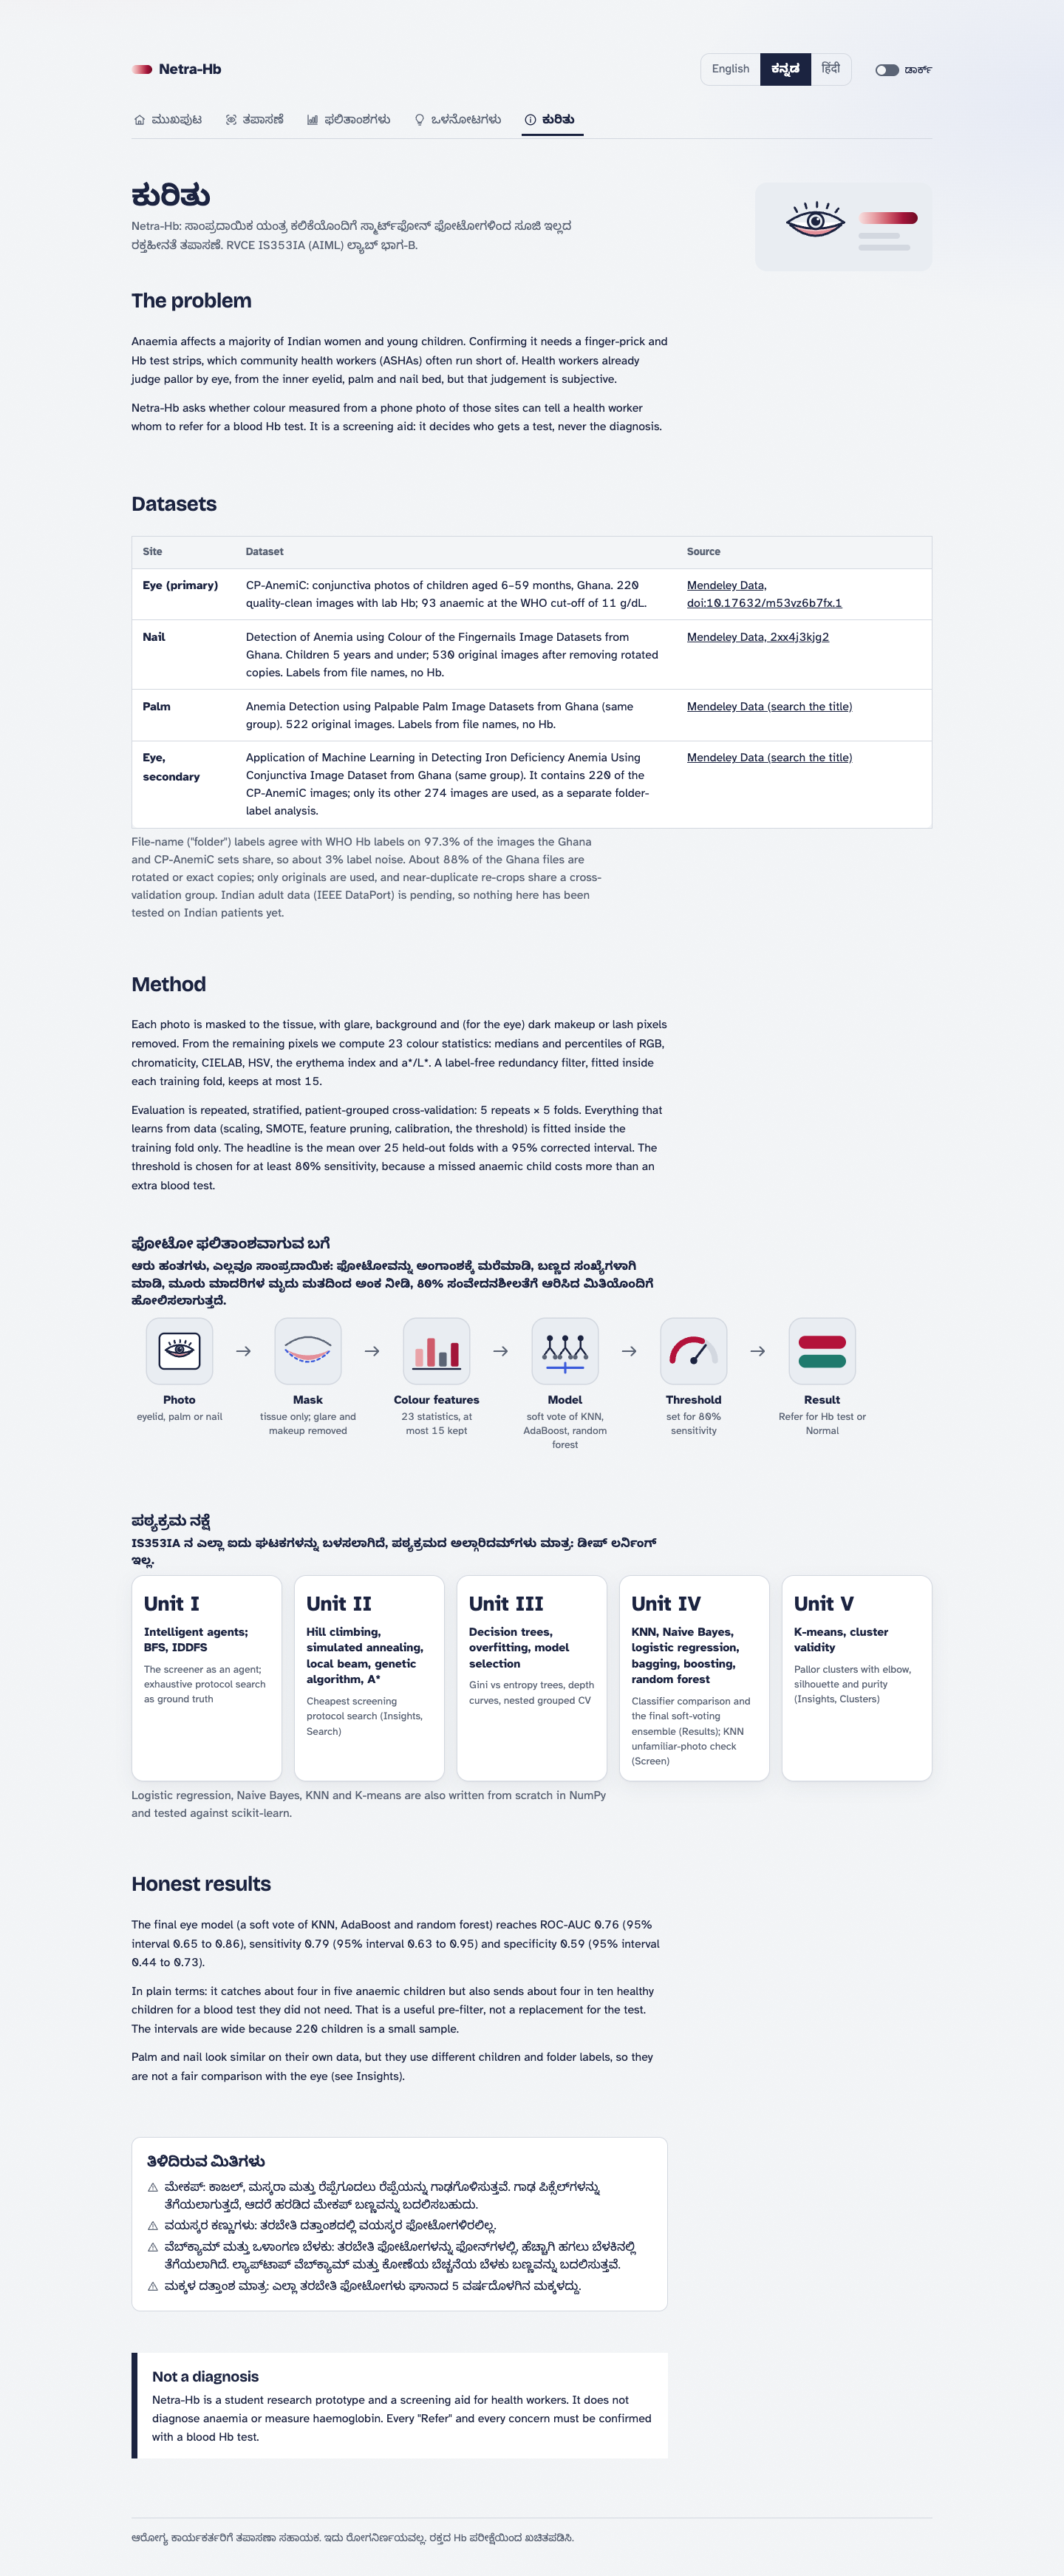 Netra-Hb
English
ಕನ್ನಡ
हिंदी
ಡಾರ್ಕ್
ಮುಖಪುಟ
ತಪಾಸಣೆ
ಫಲಿತಾಂಶಗಳು
ಒಳನೋಟಗಳು
ಕುರಿತು
ಕುರಿತು
Netra-Hb: ಸಾಂಪ್ರದಾಯಿಕ ಯಂತ್ರ ಕಲಿಕೆಯೊಂದಿಗೆ ಸ್ಮಾರ್ಟ್‌ಫೋನ್ ಫೋಟೋಗಳಿಂದ ಸೂಜಿ ಇಲ್ಲದ
ರಕ್ತಹೀನತೆ ತಪಾಸಣೆ. RVCE IS353IA (AIML) ಲ್ಯಾಬ್ ಭಾಗ-B.
The problem
Anaemia affects a majority of Indian women and young children. Confirming it needs a finger-prick and
Hb test strips, which community health workers (ASHAs) often run short of. Health workers already
judge pallor by eye, from the inner eyelid, palm and nail bed, but that judgement is subjective.
Netra-Hb asks whether colour measured from a phone photo of those sites can tell a health worker
whom to refer for a blood Hb test. It is a screening aid: it decides who gets a test, never the diagnosis.
Datasets
Site
Dataset
Source
Eye (primary)
CP-AnemiC: conjunctiva photos of children aged 6–59 months, Ghana. 220
quality-clean images with lab Hb; 93 anaemic at the WHO cut-off of 11 g/dL.
Mendeley Data,
doi:10.17632/m53vz6b7fx.1
Nail
Detection of Anemia using Colour of the Fingernails Image Datasets from
Ghana. Children 5 years and under; 530 original images after removing rotated
copies. Labels from file names, no Hb.
Mendeley Data, 2xx4j3kjg2
Palm
Anemia Detection using Palpable Palm Image Datasets from Ghana (same
group). 522 original images. Labels from file names, no Hb.
Mendeley Data (search the title)
Eye,
secondary
Application of Machine Learning in Detecting Iron Deficiency Anemia Using
Conjunctiva Image Dataset from Ghana (same group). It contains 220 of the
CP-AnemiC images; only its other 274 images are used, as a separate folder-
label analysis.
Mendeley Data (search the title)
File-name ("folder") labels agree with WHO Hb labels on 97.3% of the images the Ghana
and CP-AnemiC sets share, so about 3% label noise. About 88% of the Ghana files are
rotated or exact copies; only originals are used, and near-duplicate re-crops share a cross-
validation group. Indian adult data (IEEE DataPort) is pending, so nothing here has been
tested on Indian patients yet.
Method
Each photo is masked to the tissue, with glare, background and (for the eye) dark makeup or lash pixels
removed. From the remaining pixels we compute 23 colour statistics: medians and percentiles of RGB,
chromaticity, CIELAB, HSV, the erythema index and a*/L*. A label-free redundancy filter, fitted inside
each training fold, keeps at most 15.
Evaluation is repeated, stratified, patient-grouped cross-validation: 5 repeats × 5 folds. Everything that
learns from data (scaling, SMOTE, feature pruning, calibration, the threshold) is fitted inside the
training fold only. The headline is the mean over 25 held-out folds with a 95% corrected interval. The
threshold is chosen for at least 80% sensitivity, because a missed anaemic child costs more than an
extra blood test.
ಫೋಟೋ ಫಲಿತಾಂಶವಾಗುವ ಬಗೆ
ಆರು ಹಂತಗಳು, ಎಲ್ಲವೂ ಸಾಂಪ್ರದಾಯಿಕ: ಫೋಟೋವನ್ನು ಅಂಗಾಂಶಕ್ಕೆ ಮರೆಮಾಡಿ, ಬಣ್ಣದ ಸಂಖ್ಯೆಗಳಾಗಿ
ಮಾಡಿ, ಮೂರು ಮಾದರಿಗಳ ಮೃದು ಮತದಿಂದ ಅಂಕ ನೀಡಿ, 80% ಸಂವೇದನಶೀಲತೆಗೆ ಆರಿಸಿದ ಮಿತಿಯೊಂದಿಗೆ
ಹೋಲಿಸಲಾಗುತ್ತದೆ.
Photo
eyelid, palm or nail
Mask
tissue only; glare and
makeup removed
Colour features
23 statistics, at
most 15 kept
Model
soft vote of KNN,
AdaBoost, random
forest
Threshold
set for 80%
sensitivity
Result
Refer for Hb test or
Normal
ಪಠ್ಯಕ್ರಮ ನಕ್ಷೆ
IS353IA ನ ಎಲ್ಲಾ ಐದು ಘಟಕಗಳನ್ನು ಬಳಸಲಾಗಿದೆ, ಪಠ್ಯಕ್ರಮದ ಅಲ್ಗಾರಿದಮ್‌ಗಳು ಮಾತ್ರ: ಡೀಪ್ ಲರ್ನಿಂಗ್
ಇಲ್ಲ.
Unit I
Intelligent agents;
BFS, IDDFS
The screener as an agent;
exhaustive protocol search
as ground truth
Unit II
Hill climbing,
simulated annealing,
local beam, genetic
algorithm, A*
Cheapest screening
protocol search (Insights,
Search)
Unit III
Decision trees,
overfitting, model
selection
Gini vs entropy trees, depth
curves, nested grouped CV
Unit IV
KNN, Naive Bayes,
logistic regression,
bagging, boosting,
random forest
Classifier comparison and
the final soft-voting
ensemble (Results); KNN
unfamiliar-photo check
(Screen)
Unit V
K-means, cluster
validity
Pallor clusters with elbow,
silhouette and purity
(Insights, Clusters)
Logistic regression, Naive Bayes, KNN and K-means are also written from scratch in NumPy
and tested against scikit-learn.
Honest results
The final eye model (a soft vote of KNN, AdaBoost and random forest) reaches ROC-AUC 0.76 (95%
interval 0.65 to 0.86), sensitivity 0.79 (95% interval 0.63 to 0.95) and specificity 0.59 (95% interval
0.44 to 0.73).
In plain terms: it catches about four in five anaemic children but also sends about four in ten healthy
children for a blood test they did not need. That is a useful pre-filter, not a replacement for the test.
The intervals are wide because 220 children is a small sample.
Palm and nail look similar on their own data, but they use different children and folder labels, so they
are not a fair comparison with the eye (see Insights).
ತಿಳಿದಿರುವ ಮಿತಿಗಳು
ಮೇಕಪ್: ಕಾಜಲ್, ಮಸ್ಕರಾ ಮತ್ತು ರೆಪ್ಪೆಗೂದಲು ರೆಪ್ಪೆಯನ್ನು ಗಾಢಗೊಳಿಸುತ್ತವೆ. ಗಾಢ ಪಿಕ್ಸೆಲ್‌ಗಳನ್ನು
ತೆಗೆಯಲಾಗುತ್ತದೆ, ಆದರೆ ಹರಡಿದ ಮೇಕಪ್ ಬಣ್ಣವನ್ನು ಬದಲಿಸಬಹುದು.
ವಯಸ್ಕರ ಕಣ್ಣುಗಳು: ತರಬೇತಿ ದತ್ತಾಂಶದಲ್ಲಿ ವಯಸ್ಕರ ಫೋಟೋಗಳಿರಲಿಲ್ಲ.
ವೆಬ್‌ಕ್ಯಾಮ್ ಮತ್ತು ಒಳಾಂಗಣ ಬೆಳಕು: ತರಬೇತಿ ಫೋಟೋಗಳನ್ನು ಫೋನ್‌ಗಳಲ್ಲಿ, ಹೆಚ್ಚಾಗಿ ಹಗಲು ಬೆಳಕಿನಲ್ಲಿ
ತೆಗೆಯಲಾಗಿದೆ. ಲ್ಯಾಪ್‌ಟಾಪ್ ವೆಬ್‌ಕ್ಯಾಮ್ ಮತ್ತು ಕೋಣೆಯ ಬೆಚ್ಚನೆಯ ಬೆಳಕು ಬಣ್ಣವನ್ನು ಬದಲಿಸುತ್ತವೆ.
ಮಕ್ಕಳ ದತ್ತಾಂಶ ಮಾತ್ರ: ಎಲ್ಲಾ ತರಬೇತಿ ಫೋಟೋಗಳು ಘಾನಾದ 5 ವರ್ಷದೊಳಗಿನ ಮಕ್ಕಳದ್ದು.
Not a diagnosis
Netra-Hb is a student research prototype and a screening aid for health workers. It does not
diagnose anaemia or measure haemoglobin. Every "Refer" and every concern must be confirmed
with a blood Hb test.
ಆರೋಗ್ಯ ಕಾರ್ಯಕರ್ತರಿಗೆ ತಪಾಸಣಾ ಸಹಾಯಕ. ಇದು ರೋಗನಿರ್ಣಯವಲ್ಲ. ರಕ್ತದ Hb ಪರೀಕ್ಷೆಯಿಂದ ಖಚಿತಪಡಿಸಿ.